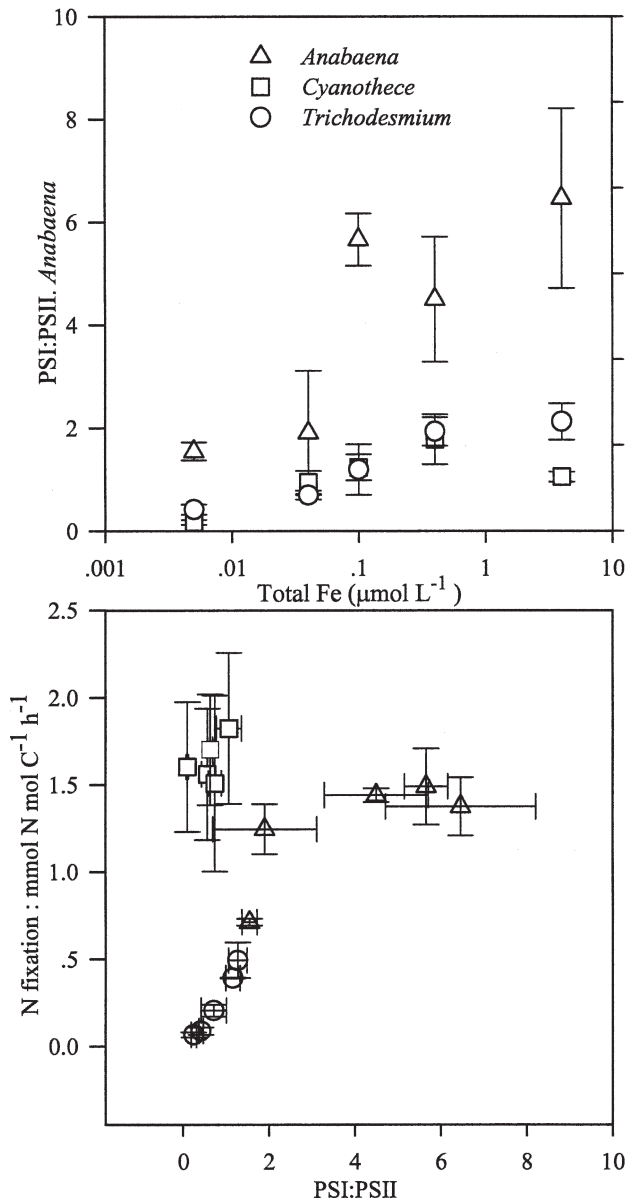 10
8
6
4
2
0
PSI:PSII. Anabaena
Anabaena
Cyanothece
Trichodesmium
.001 .01 .1 1 10
Total Fe (μmol L⁻¹ )
2.5
2.0
1.5
1.0
.5
0.0
N fixation : mmol N mol C⁻¹ h⁻¹
0 2 4 6 8 10
PSI:PSII